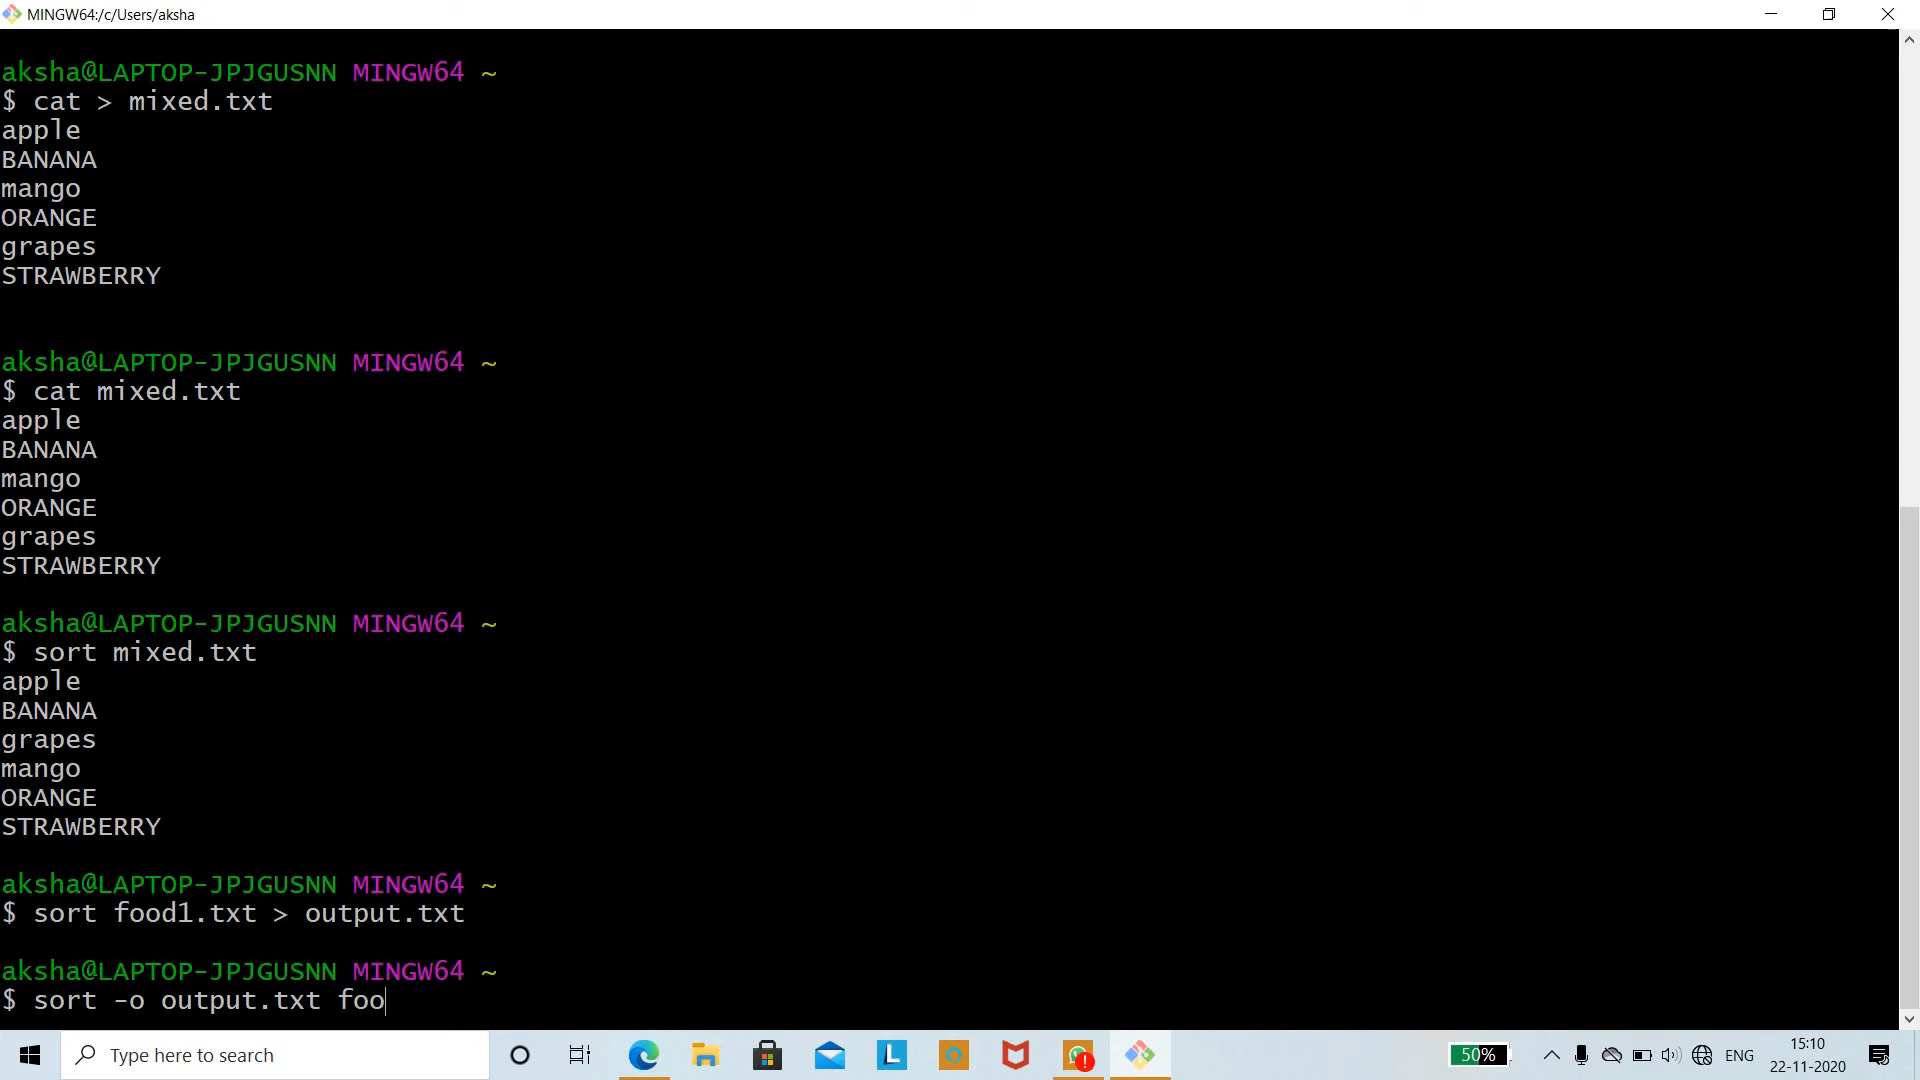 MINGW64:/c/Users/aksha
aksha@LAPTOP-JPJGUSNN MINGW64 ~
$ cat > mixed.txt
apple
BANANA
mango
ORANGE
grapes
STRAWBERRY
aksha@LAPTOP-JPJGUSNN MINGW64 ~
$ cat mixed.txt
apple
BANANA
mango
ORANGE
grapes
STRAWBERRY
aksha@LAPTOP-JPJGUSNN MINGW64 ~
$ sort mixed.txt
apple
BANANA
grapes
mango
ORANGE
STRAWBERRY
aksha@LAPTOP-JPJGUSNN MINGW64 ~
$ sort food1.txt > output.txt
aksha@LAPTOP-JPJGUSNN MINGW64 ~
$ sort -o output.txt foo
Type here to search
L
50%
ENG
15:10
22-11-2020